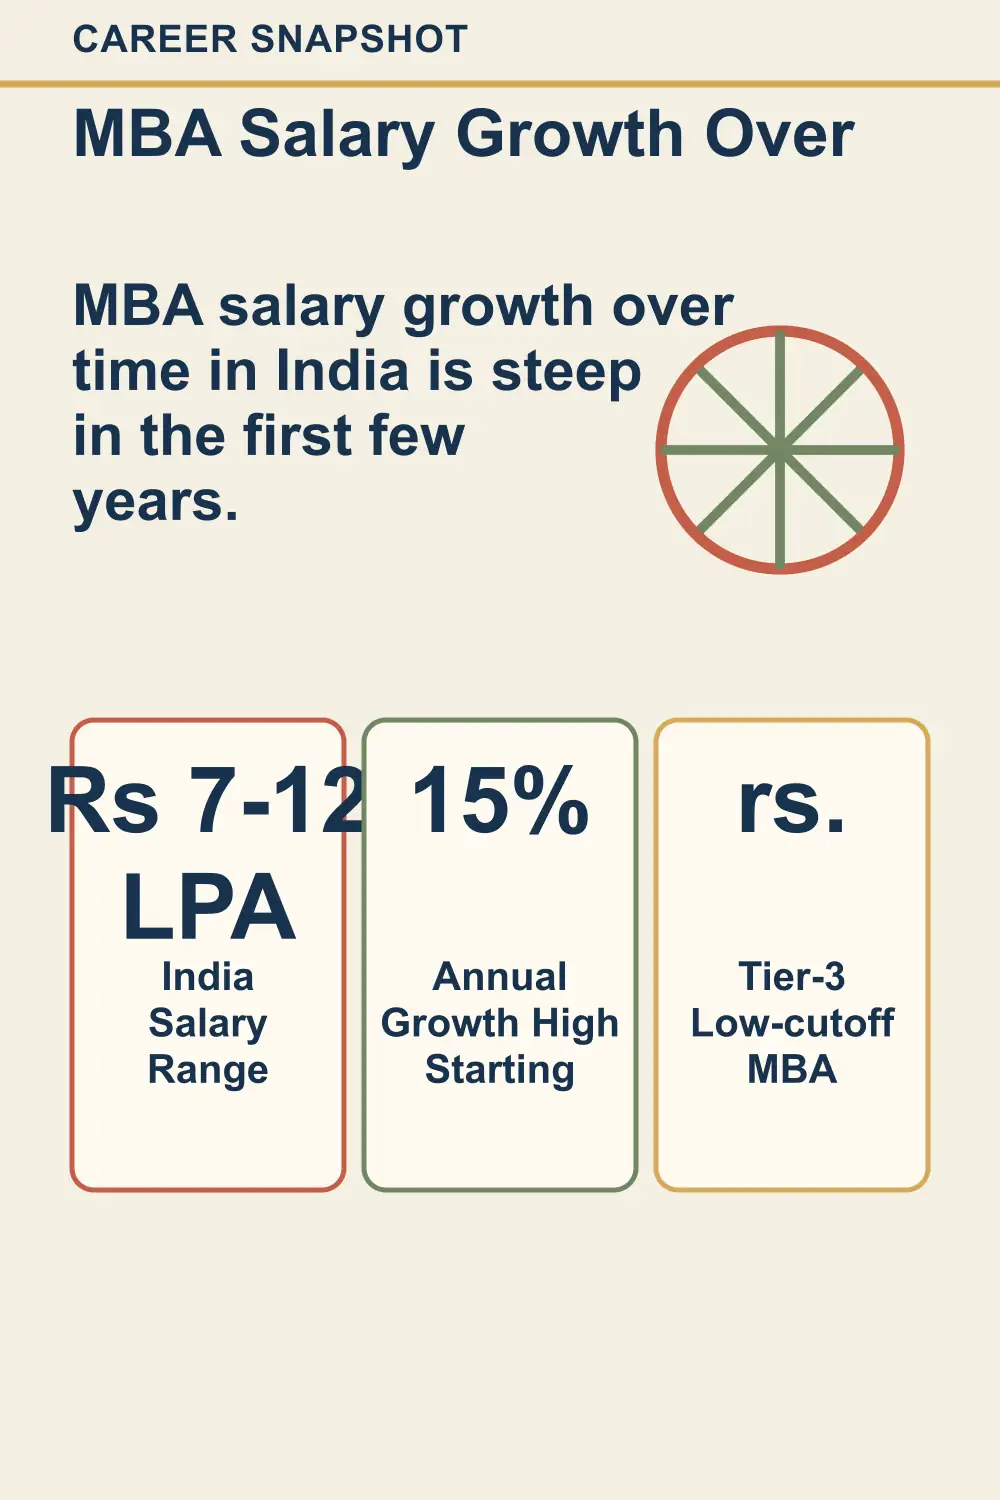 CAREER SNAPSHOT
MBA Salary Growth Over
MBA salary growth over
time in India is steep
in the first few
years.
Rs 7-12
LPA
India
Salary
Range
15%
Annual
Growth High
Starting
rs.
Tier-3
Low-cutoff
MBA